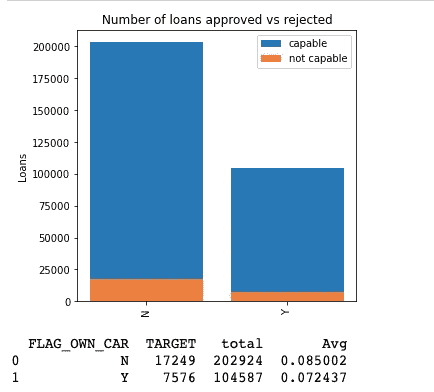 Number of loans approved vs rejected
capable
not capable
200000
175000
150000
125000
100000
75000
50000
25000
0
Loans
N
Y
FLAG_OWN_CAR TARGET total Avg
0 N 17249 202924 0.085002
1 Y 7576 104587 0.072437